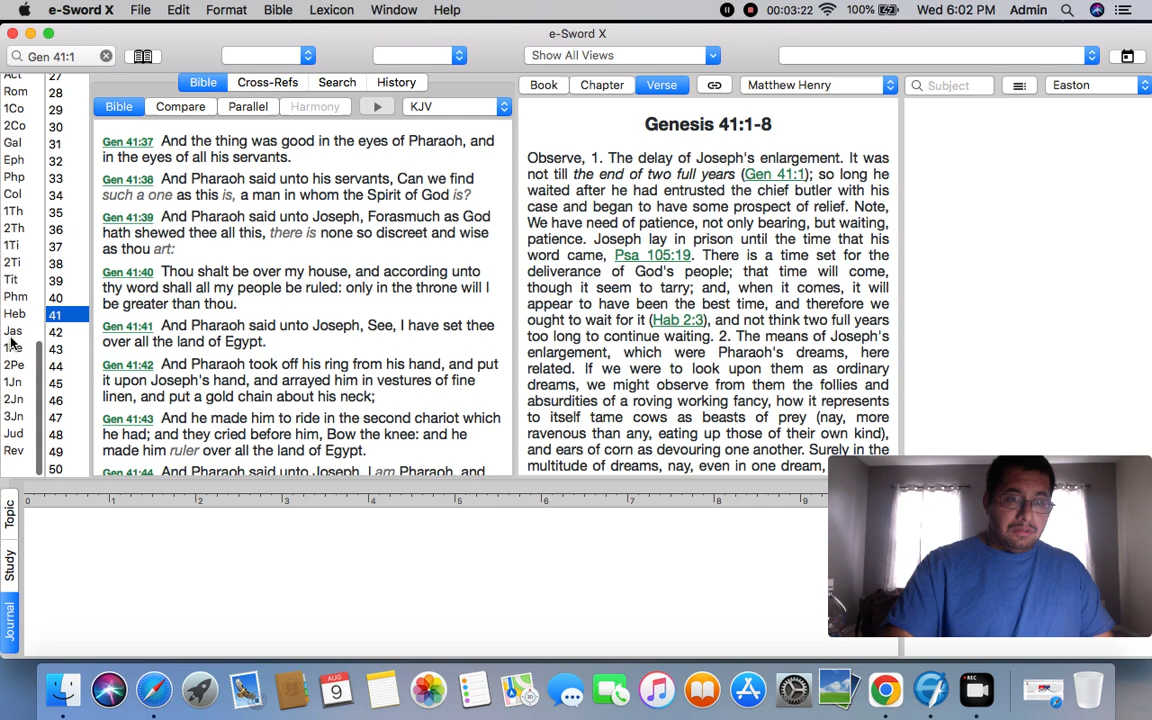 e-Sword X File Edit Format Bible Lexicon Window Help 00:03:22 100% Wed 6:02 PM Admin
e-Sword X
Gen 41:1 Show All Views
Bible Cross-Refs Search History
Book Chapter Verse Matthew Henry Subject Easton
Bible Compare Parallel Harmony KJV
Act 27
Rom 28
1Co 29
2Co 30
Gal 31
Eph 32
Php 33
Col 34
1Th 35
2Th 36
1Ti 37
2Ti 38
Tit 39
Phm 40
Heb 41
Jas 42
1Pe 43
2Pe 44
1Jn 45
2Jn 46
3Jn 47
Jud 48
Rev 49
50
Gen 41:37 And the thing was good in the eyes of Pharaoh, and
in the eyes of all his servants.
Gen 41:38 And Pharaoh said unto his servants, Can we find
such a one as this is, a man in whom the Spirit of God is?
Gen 41:39 And Pharaoh said unto Joseph, Forasmuch as God
hath shewed thee all this, there is none so discreet and wise
as thou art:
Gen 41:40 Thou shalt be over my house, and according unto
thy word shall all my people be ruled: only in the throne will I
be greater than thou.
Gen 41:41 And Pharaoh said unto Joseph, See, I have set thee
over all the land of Egypt.
Gen 41:42 And Pharaoh took off his ring from his hand, and put
it upon Joseph's hand, and arrayed him in vestures of fine
linen, and put a gold chain about his neck;
Gen 41:43 And he made him to ride in the second chariot which
he had; and they cried before him, Bow the knee: and he
made him ruler over all the land of Egypt.
Gen 41:44 And Pharaoh said unto Joseph, I am Pharaoh, and
Genesis 41:1-8
Observe, 1. The delay of Joseph's enlargement. It was
not till the end of two full years (Gen 41:1); so long he
waited after he had entrusted the chief butler with his
case and began to have some prospect of relief. Note,
We have need of patience, not only bearing, but waiting,
patience. Joseph lay in prison until the time that his
word came, Psa 105:19. There is a time set for the
deliverance of God's people; that time will come,
though it seem to tarry; and, when it comes, it will
appear to have been the best time, and therefore we
ought to wait for it (Hab 2:3), and not think two full years
too long to continue waiting. 2. The means of Joseph's
enlargement, which were Pharaoh's dreams, here
related. If we were to look upon them as ordinary
dreams, we might observe from them the follies and
absurdities of a roving working fancy, how it represents
to itself tame cows as beasts of prey (nay, more
ravenous than any, eating up those of their own kind),
and ears of corn as devouring one another. Surely in the
multitude of dreams, nay, even in one dream,
0 1 2 3 4 5 6 7 8 9
Topic
Study
Journal
AUG
9
REC